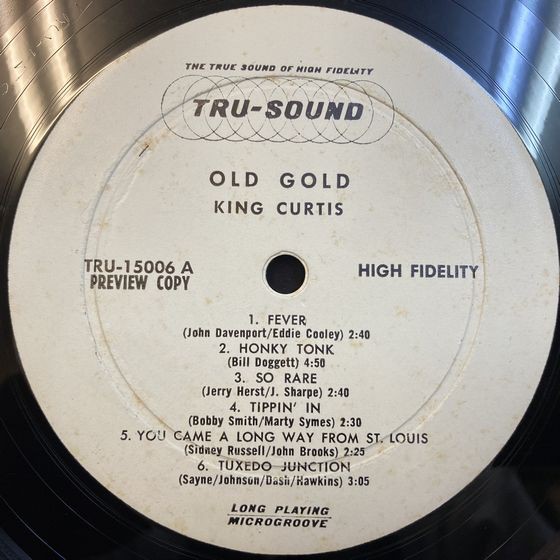 THE TRUE SOUND OF HIGH FIDELITY
TRU-SOUND
OLD GOLD
KING CURTIS
TRU-15006 A
PREVIEW COPY
HIGH FIDELITY
1. FEVER
(John Davenport/Eddie Cooley) 2:40
2. HONKY TONK
(Bill Doggett) 4:50
3. SO RARE
(Jerry Herst/J. Sharpe) 2:40
4. TIPPIN' IN
(Bobby Smith/Marty Symes) 2:30
5. YOU CAME A LONG WAY FROM ST. LOUIS
(Sidney Russell/John Brooks) 2:25
6. TUXEDO JUNCTION
(Sayne/Johnson/Dash/Hawkins) 3:05
LONG PLAYING
MICROGROOVE